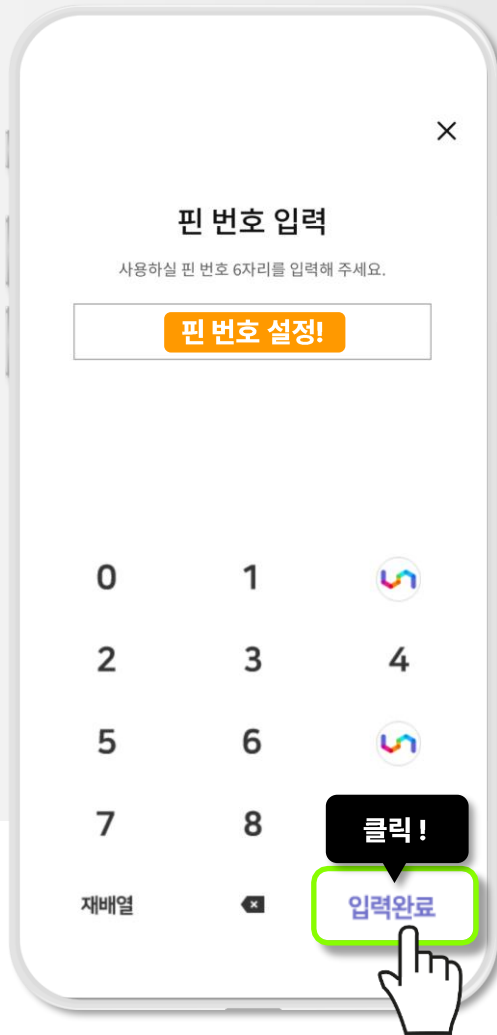 핀 번호 입력
사용하실 핀 번호 6자리를 입력해 주세요.
핀 번호 설정!
0 1
2 3 4
5 6
7 8
클릭 !
재배열 입력완료